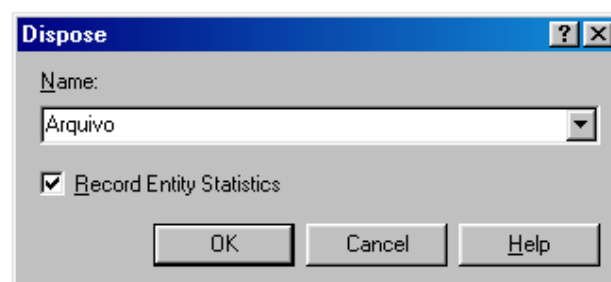 Dispose
Name:
Arquivo
Record Entity Statistics
OK Cancel Help